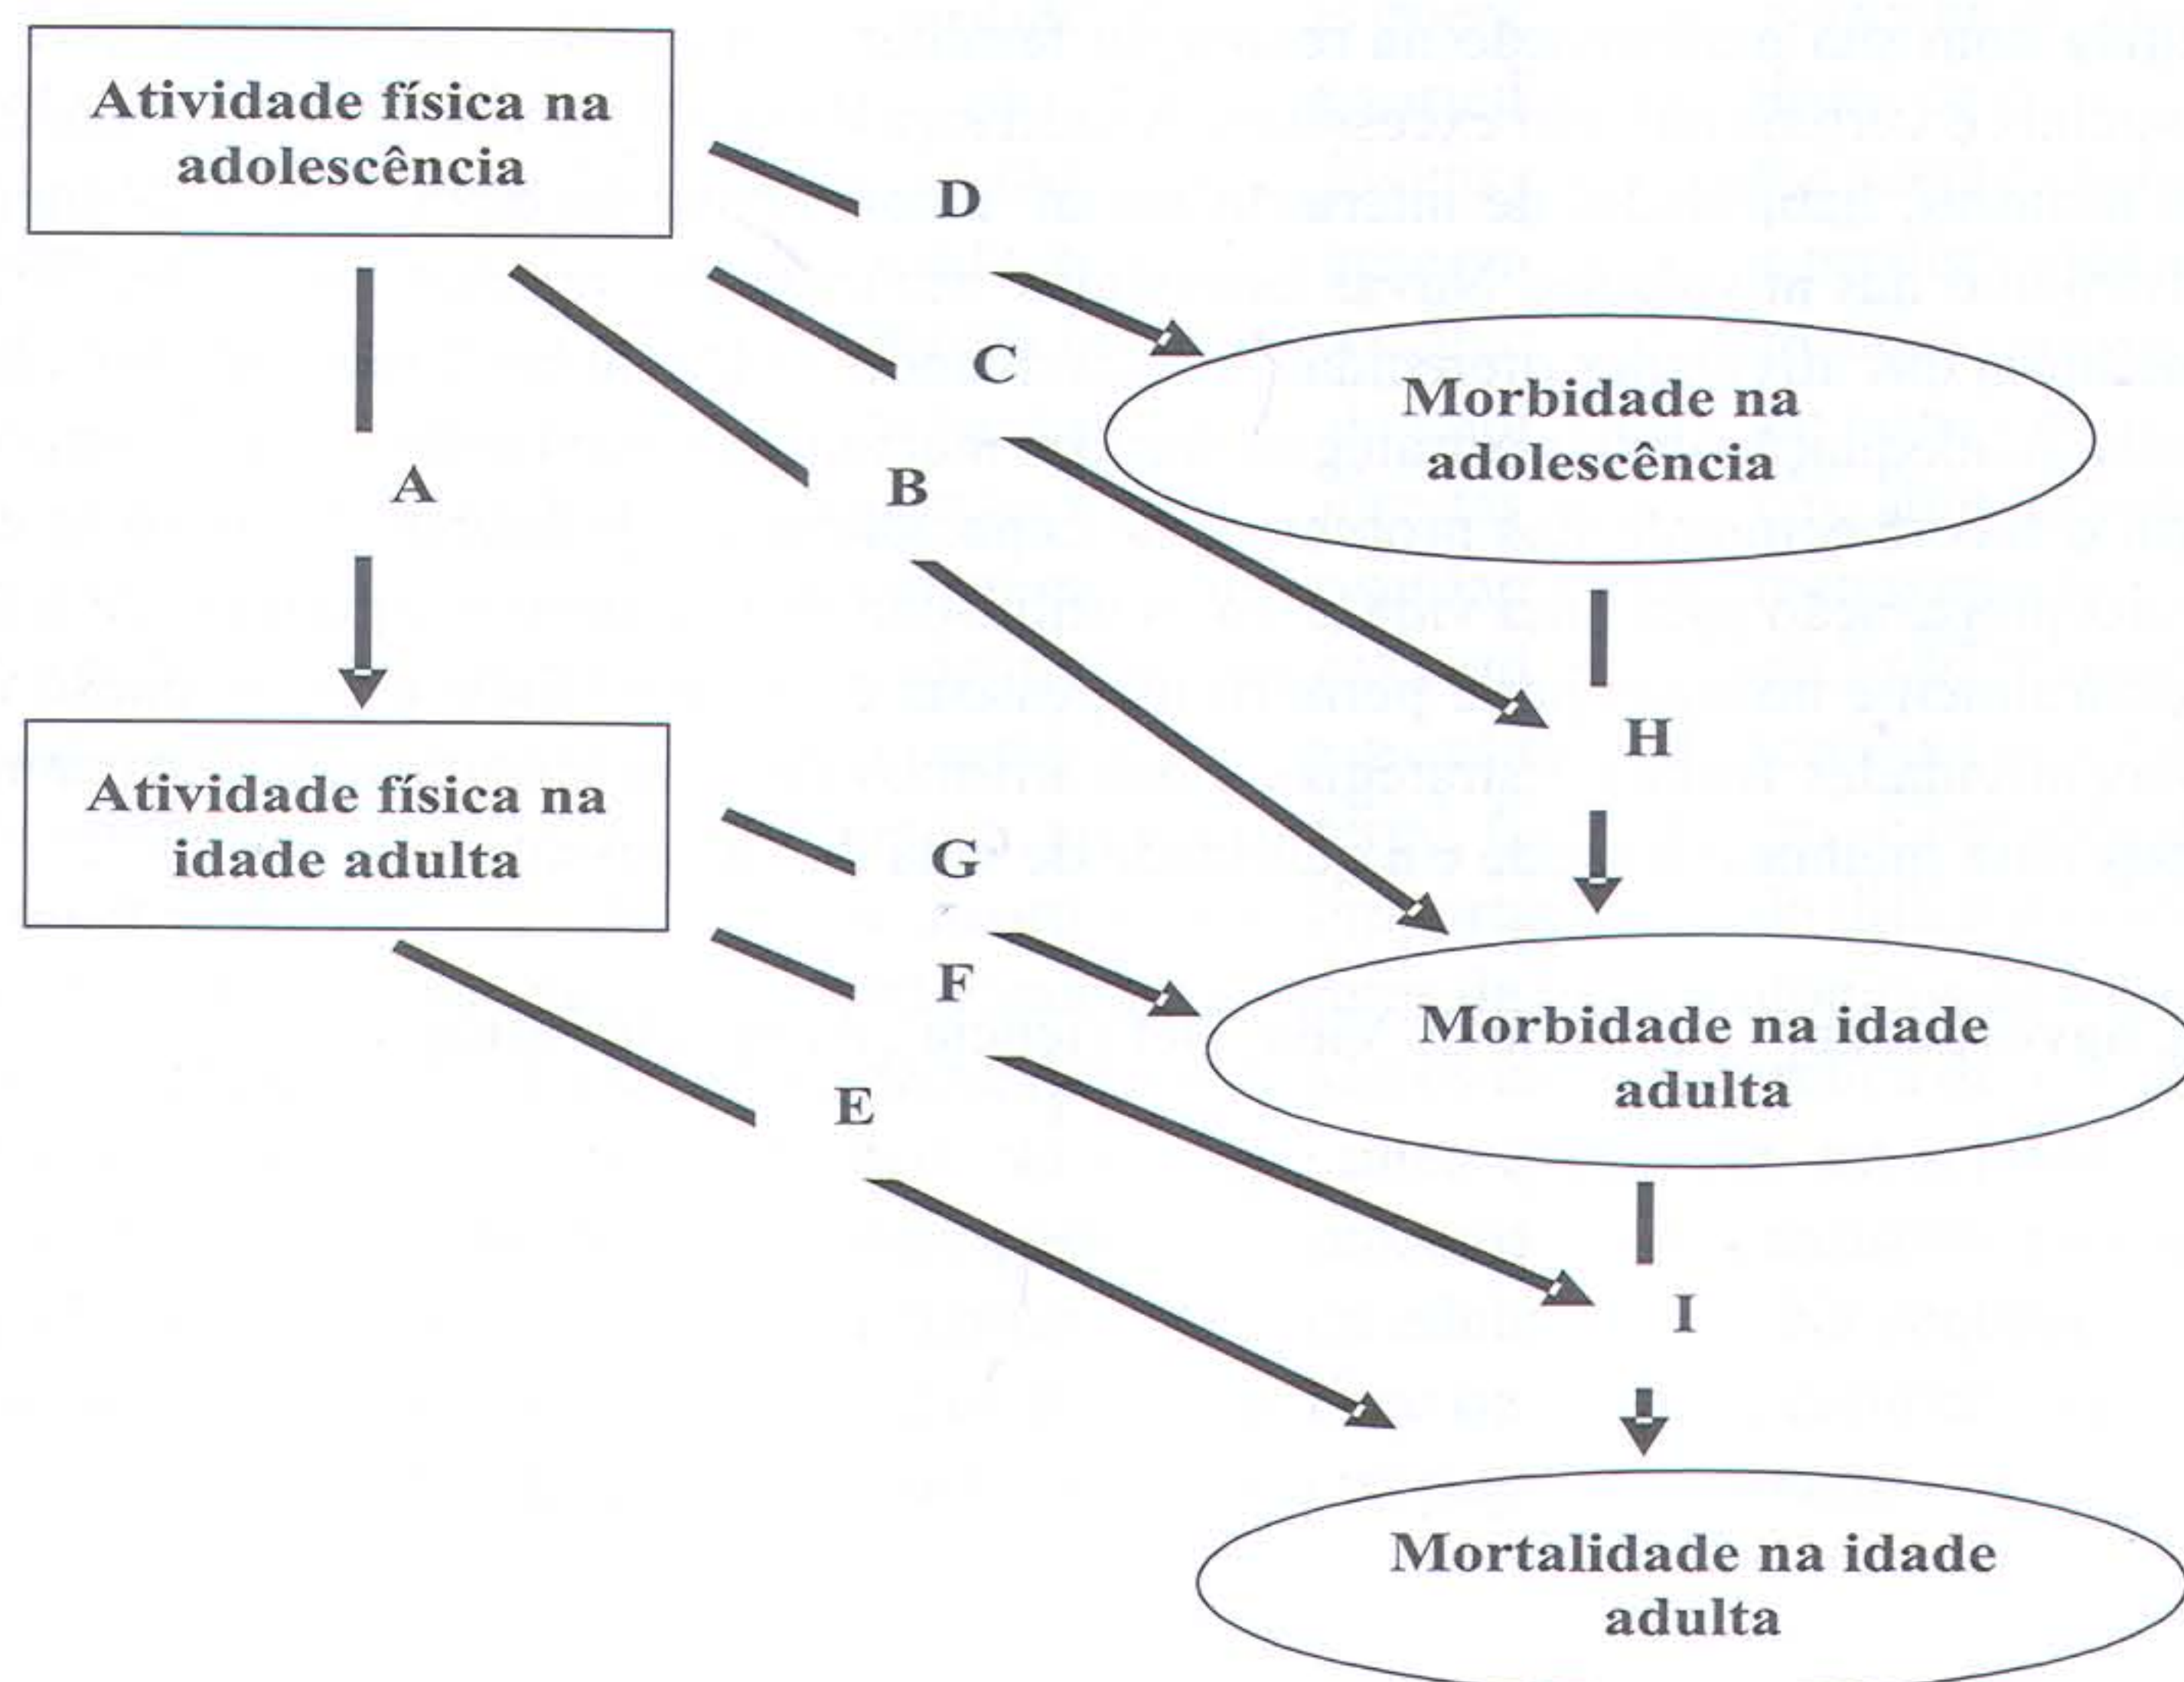 Atividade física na
adolescência
D
C
Morbidade na
adolescência
A
B
H
Atividade física na
idade adulta
G
F
Morbidade na idade
adulta
E
I
Mortalidade na idade
adulta